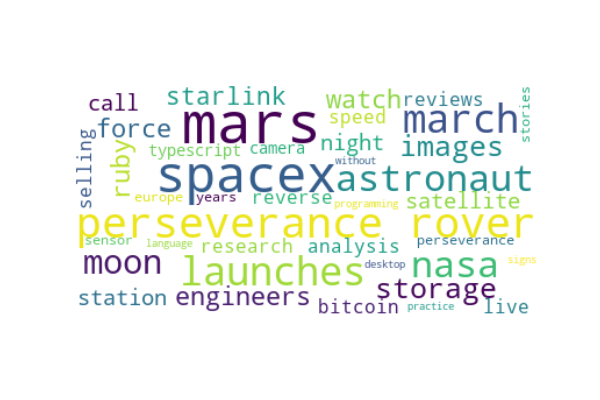 starlink
watch
reviews
stories
call
mars
speed
march
force
ruby
typescript
camera
night
images
selling
spacex
without
astronaut
europe
years
reverse
programming
satellite
perseverance rover
sensor
language
research
analysis
perseverance
moon
launches
desktop
nasa
signs
station
engineers
storage
bitcoin
practice
live